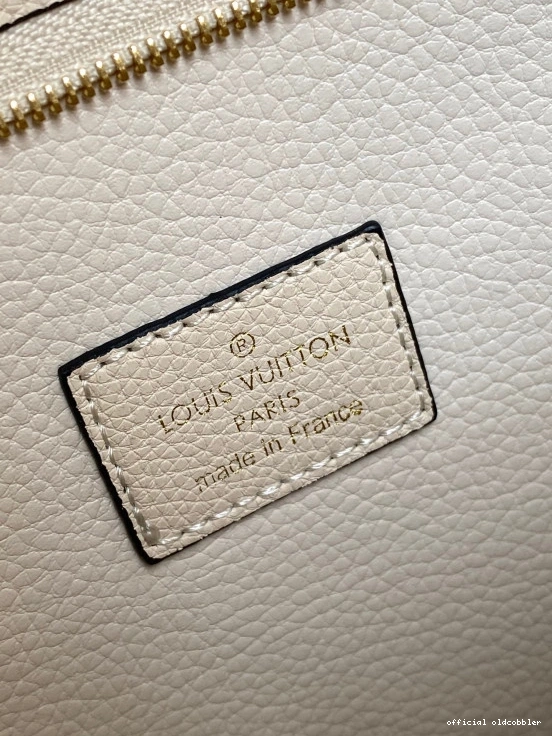 ®
LOUIS VUITTON
PARIS
made in France
official oldcobbler